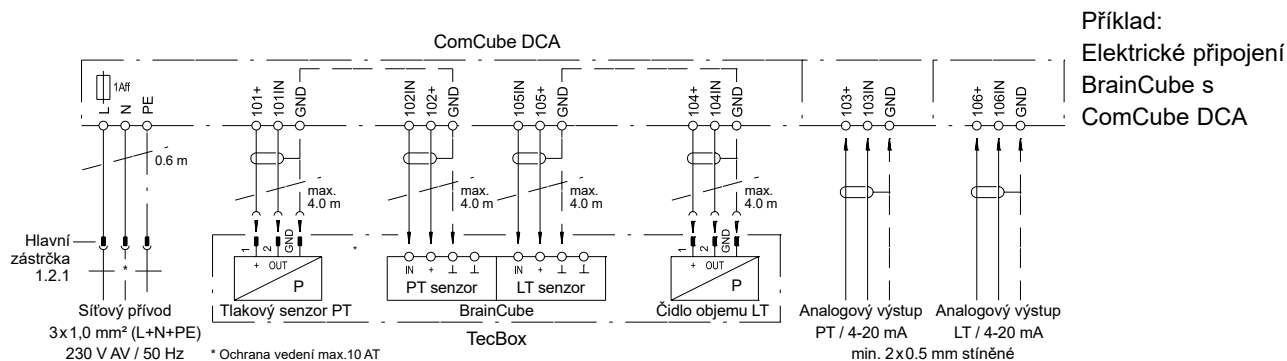 Příklad:
Elektrické připojení
BrainCube s
ComCube DCA
ComCube DCA
1Aff
L
N
PE
101+
101IN
GND
102IN
102+
GND
105IN
105+
GND
104+
104IN
GND
103+
103IN
GND
106+
106IN
GND
0.6 m
max.
4.0 m
max.
4.0 m
max.
4.0 m
max.
4.0 m
Hlavní
zástrčka
1.2.1
*
1
2
GND
*
+ OUT
P
IN + ⊥ ⊥
PT senzor
IN + ⊥ ⊥
LT senzor
1
2
GND
+ OUT
P
Síťový přívod
3x1,0 mm² (L+N+PE)
230 V AV / 50 Hz
Tlakový senzor PT
BrainCube
Čidlo objemu LT
TecBox
* Ochrana vedení max.10 AT
Analogový výstup
PT / 4-20 mA
Analogový výstup
LT / 4-20 mA
min. 2x0.5 mm stíněné